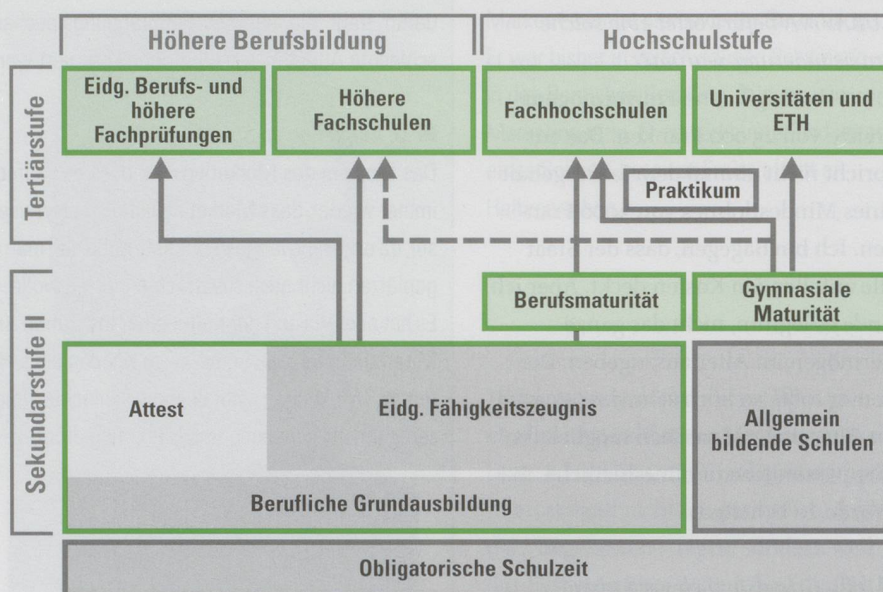 Höhere Berufsbildung
Hochschulstufe
Tertiärstufe
Eidg. Berufs- und
höhere
Fachprüfungen
Höhere
Fachschulen
Fachhochschulen
Universitäten und
ETH
Praktikum
Sekundarstufe II
Berufsmaturität
Gymnasiale
Maturität
Attest
Eidg. Fähigkeitszeugnis
Allgemein
bildende Schulen
Berufliche Grundausbildung
Obligatorische Schulzeit